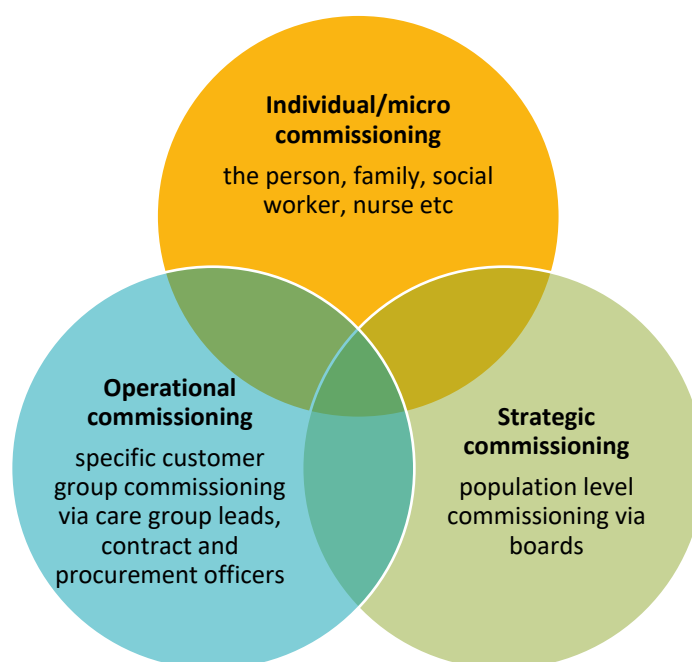 Individual/micro
commissioning
the person, family, social
worker, nurse etc
Operational
commissioning
specific customer
group commissioning
via care group leads,
contract and
procurement officers
Strategic
commissioning
population level
commissioning via
boards